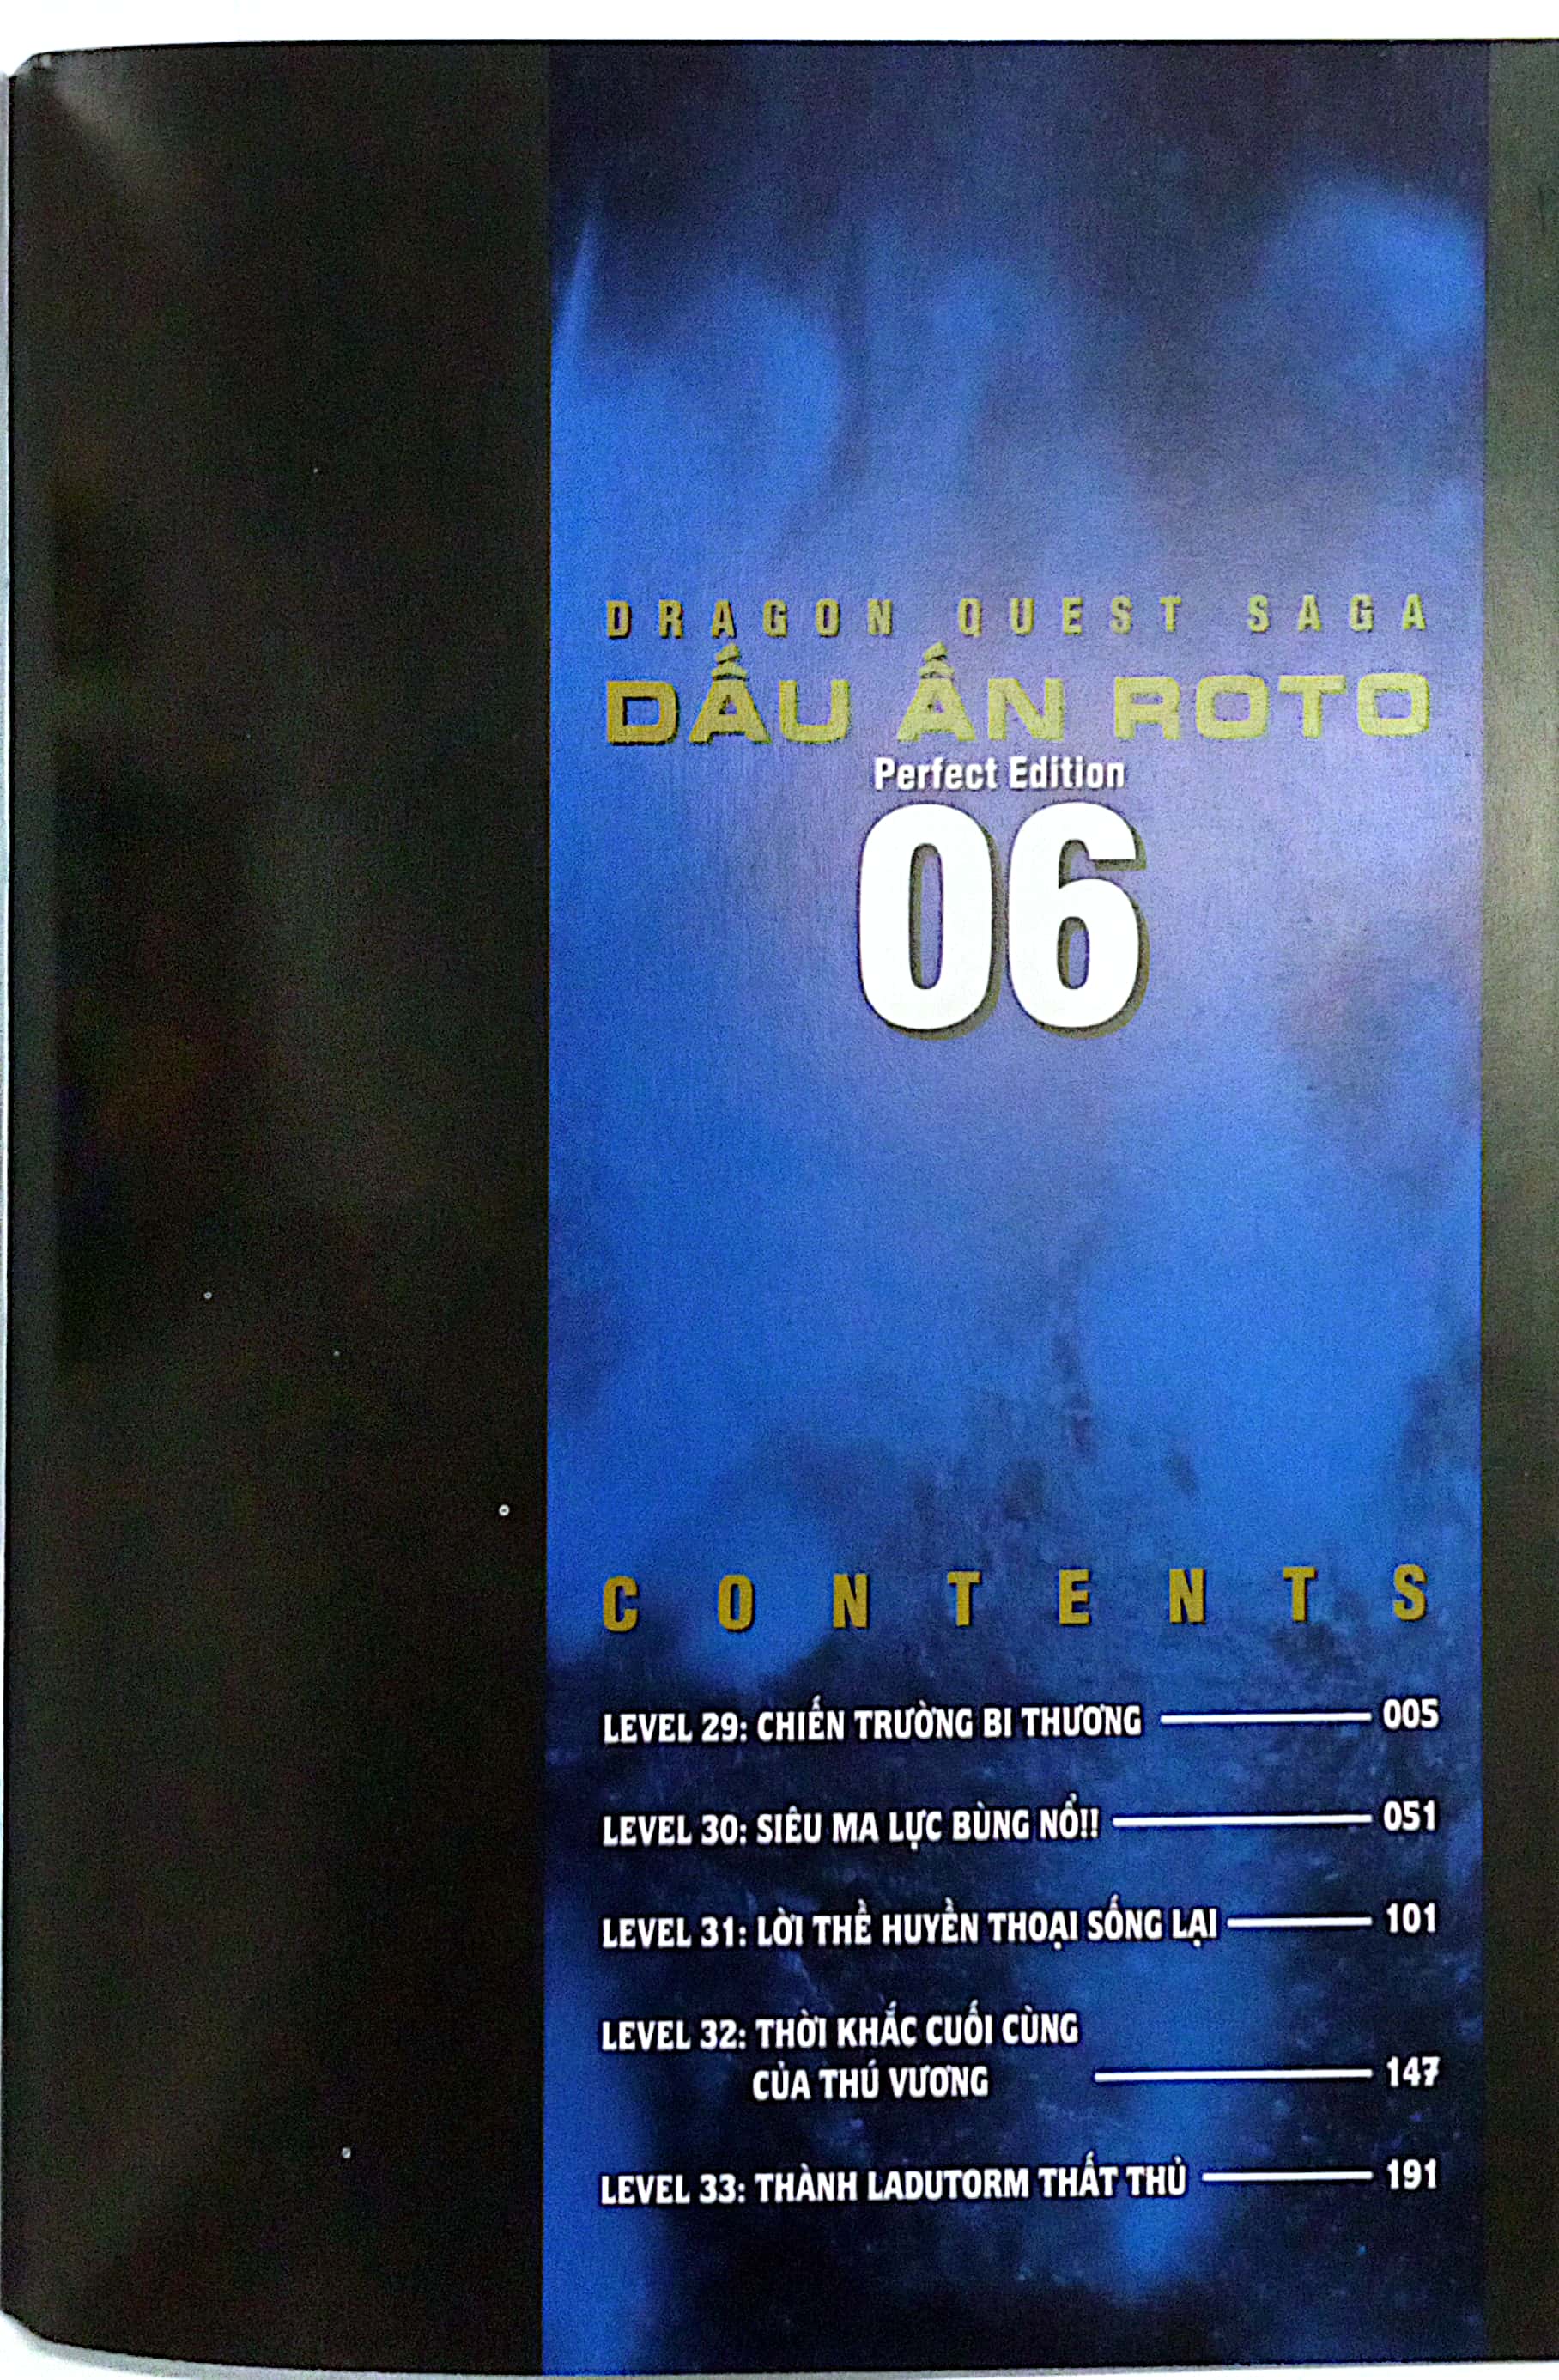 DRAGON QUEST SAGA
DẤU ẤN ROTO
Perfect Edition
06
CONTENTS
LEVEL 29: CHIẾN TRƯỜNG BI THƯƠNG 005
LEVEL 30: SIÊU MA LỰC BÙNG NỔ!! 051
LEVEL 31: LỜI THỀ HUYỀN THOẠI SỐNG LẠI 101
LEVEL 32: THỜI KHẮC CUỐI CÙNG
CỦA THÚ VƯƠNG 147
LEVEL 33: THÀNH LADUTORM THẤT THỦ 191